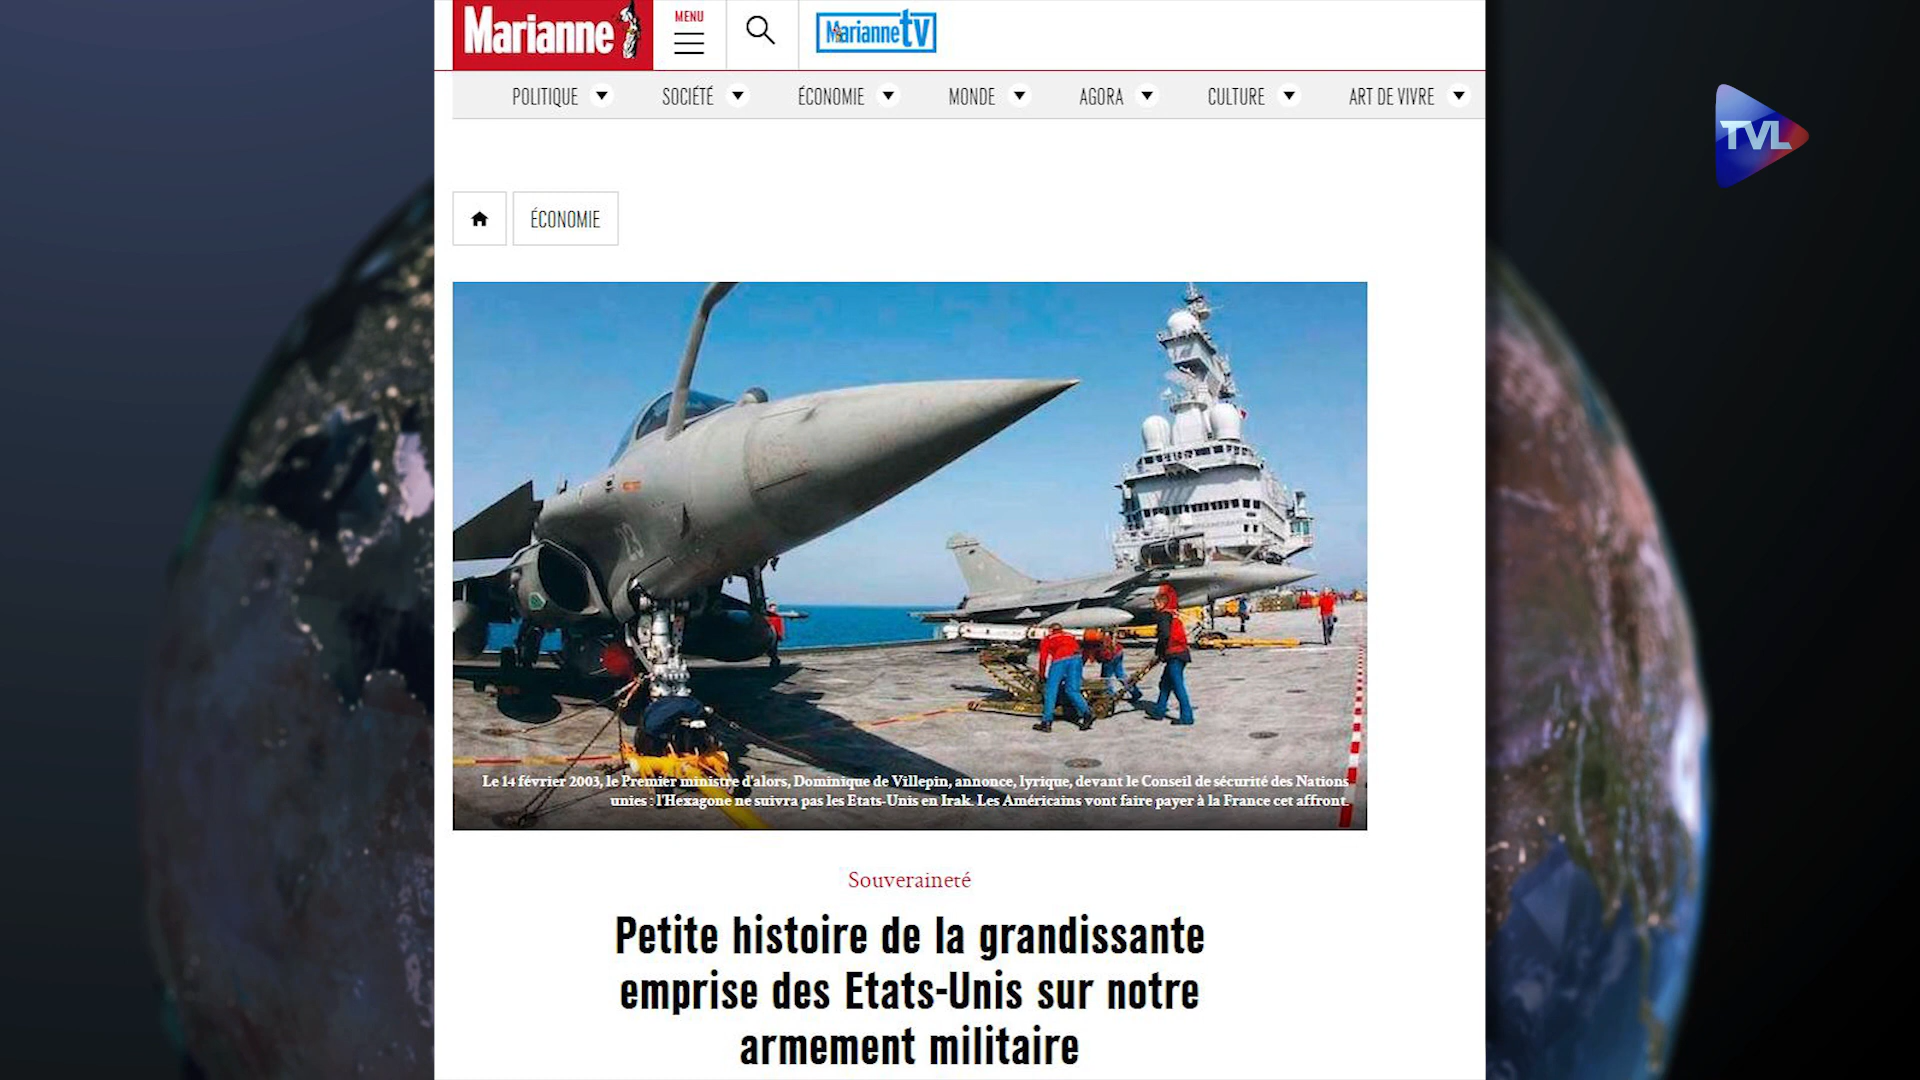 Marianne
MENU
Marianne tv
POLITIQUE
SOCIÉTÉ
ÉCONOMIE
MONDE
AGORA
CULTURE
ART DE VIVRE
TVL
ÉCONOMIE
23
Le 14 février 2003, le Premier ministre d'alors, Dominique de Villepin, annonce, lyrique, devant le Conseil de sécurité des Nations
unies : l'Hexagone ne suivra pas les Etats-Unis en Irak. Les Américains vont faire payer à la France cet affront.
Souveraineté
Petite histoire de la grandissante
emprise des Etats-Unis sur notre
armement militaire